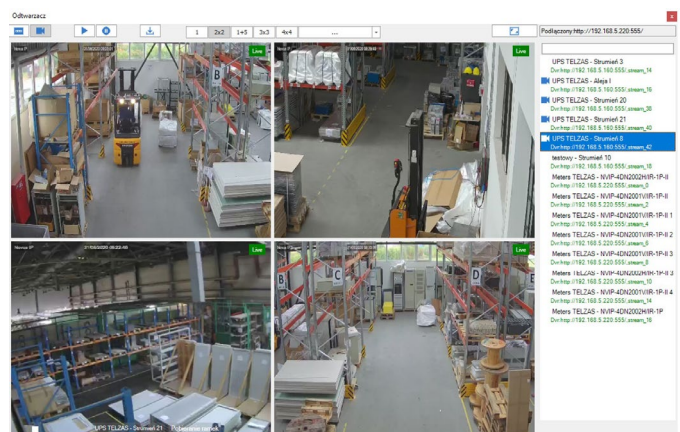 Odtwarzacz
1 2x2 1+5 3x3 4x4 ...
Podłączony:http://192.168.5.220:555/
Live
Live
Novus IP
B
UPS TELZAS - Strumień 3
Dvr:http://192.168.5.160:555/,stream_14
UPS TELZAS - Aleja I
Dvr:http://192.168.5.160:555/,stream_16
UPS TELZAS - Strumień 20
Dvr:http://192.168.5.160:555/,stream_38
UPS TELZAS - Strumień 21
Dvr:http://192.168.5.160:555/,stream_40
UPS TELZAS - Strumień 8
Dvr:http://192.168.5.160:555/,stream_42
testowy - Strumień 10
Dvr:http://192.168.5.160:555/,stream_18
Meters TELZAS - NVIP-4DN2002H/IR-1P-II
Dvr:http://192.168.5.220:555/,stream_0
Meters TELZAS - NVIP-4DN2001V/IR-1P-II
Dvr:http://192.168.5.220:555/,stream_2
Meters TELZAS - NVIP-4DN2001V/IR-1P-II 1
Dvr:http://192.168.5.220:555/,stream_4
Meters TELZAS - NVIP-4DN2001V/IR-1P-II 2
Dvr:http://192.168.5.220:555/,stream_6
Meters TELZAS - NVIP-4DN2001V/IR-1P-II 3
Dvr:http://192.168.5.220:555/,stream_8
Meters TELZAS - NVIP-4DN2002H/IR-1P-II 3
Dvr:http://192.168.5.220:555/,stream_10
Meters TELZAS - NVIP-4DN2001V/IR-1P-II 4
Dvr:http://192.168.5.220:555/,stream_14
Meters TELZAS - NVIP-4DN2002H/IR-1P
Dvr:http://192.168.5.220:555/,stream_16
Novus IP
Live
Live
B C D E
UPS TELZAS - Strumień 21 Pobieranie ramek